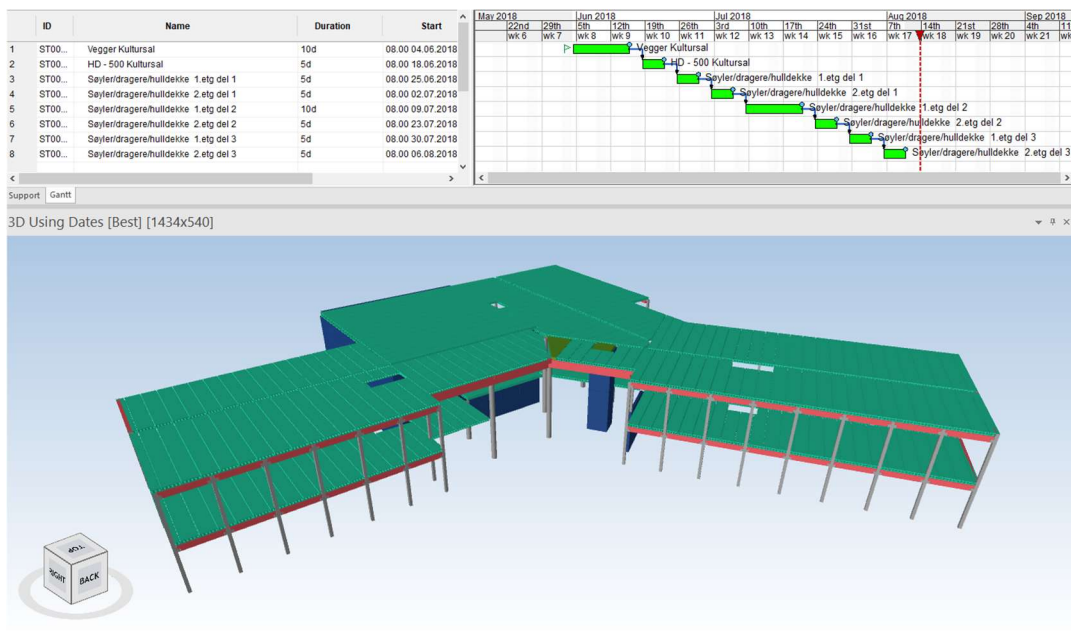 ID Name Duration Start
May 2018 Jun 2018 Jul 2018 Aug 2018 Sep 2018
22nd 29th 5th 12th 19th 26th 3rd 10th 17th 24th 31st 7th 14th 21st 28th 4th 11
wk 6 wk 7 wk 8 wk 9 wk 10 wk 11 wk 12 wk 13 wk 14 wk 15 wk 16 wk 17 wk 18 wk 19 wk 20 wk 21 wk
1 ST00... Vegger Kultursal 10d 08.00 04.06.2018 Vegger Kultursal
2 ST00... HD - 500 Kultursal 5d 08.00 18.06.2018 HD - 500 Kultursal
3 ST00... Søyler/dragere/hulldekke 1.etg del 1 5d 08.00 25.06.2018 Søyler/dragere/hulldekke 1.etg del 1
4 ST00... Søyler/dragere/hulldekke 2.etg del 1 5d 08.00 02.07.2018 Søyler/dragere/hulldekke 2.etg del 1
5 ST00... Søyler/dragere/hulldekke 1.etg del 2 10d 08.00 09.07.2018 Søyler/dragere/hulldekke 1.etg del 2
6 ST00... Søyler/dragere/hulldekke 2.etg del 2 5d 08.00 23.07.2018 Søyler/dragere/hulldekke 2.etg del 2
7 ST00... Søyler/dragere/hulldekke 1.etg del 3 5d 08.00 30.07.2018 Søyler/dragere/hulldekke 1.etg del 3
8 ST00... Søyler/dragere/hulldekke 2.etg del 3 5d 08.00 06.08.2018 Søyler/dragere/hulldekke 2.etg del 3
Support Gantt
3D Using Dates [Best] [1434x540]
TOP
RIGHT BACK